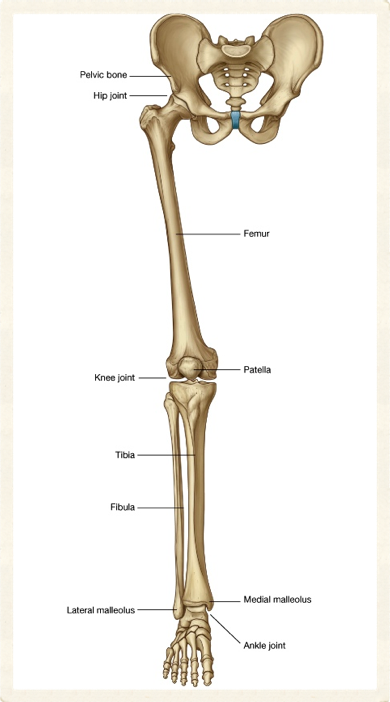 Pelvic bone
Hip joint
Femur
Patella
Knee joint
Tibia
Fibula
Medial malleolus
Lateral malleolus
Ankle joint